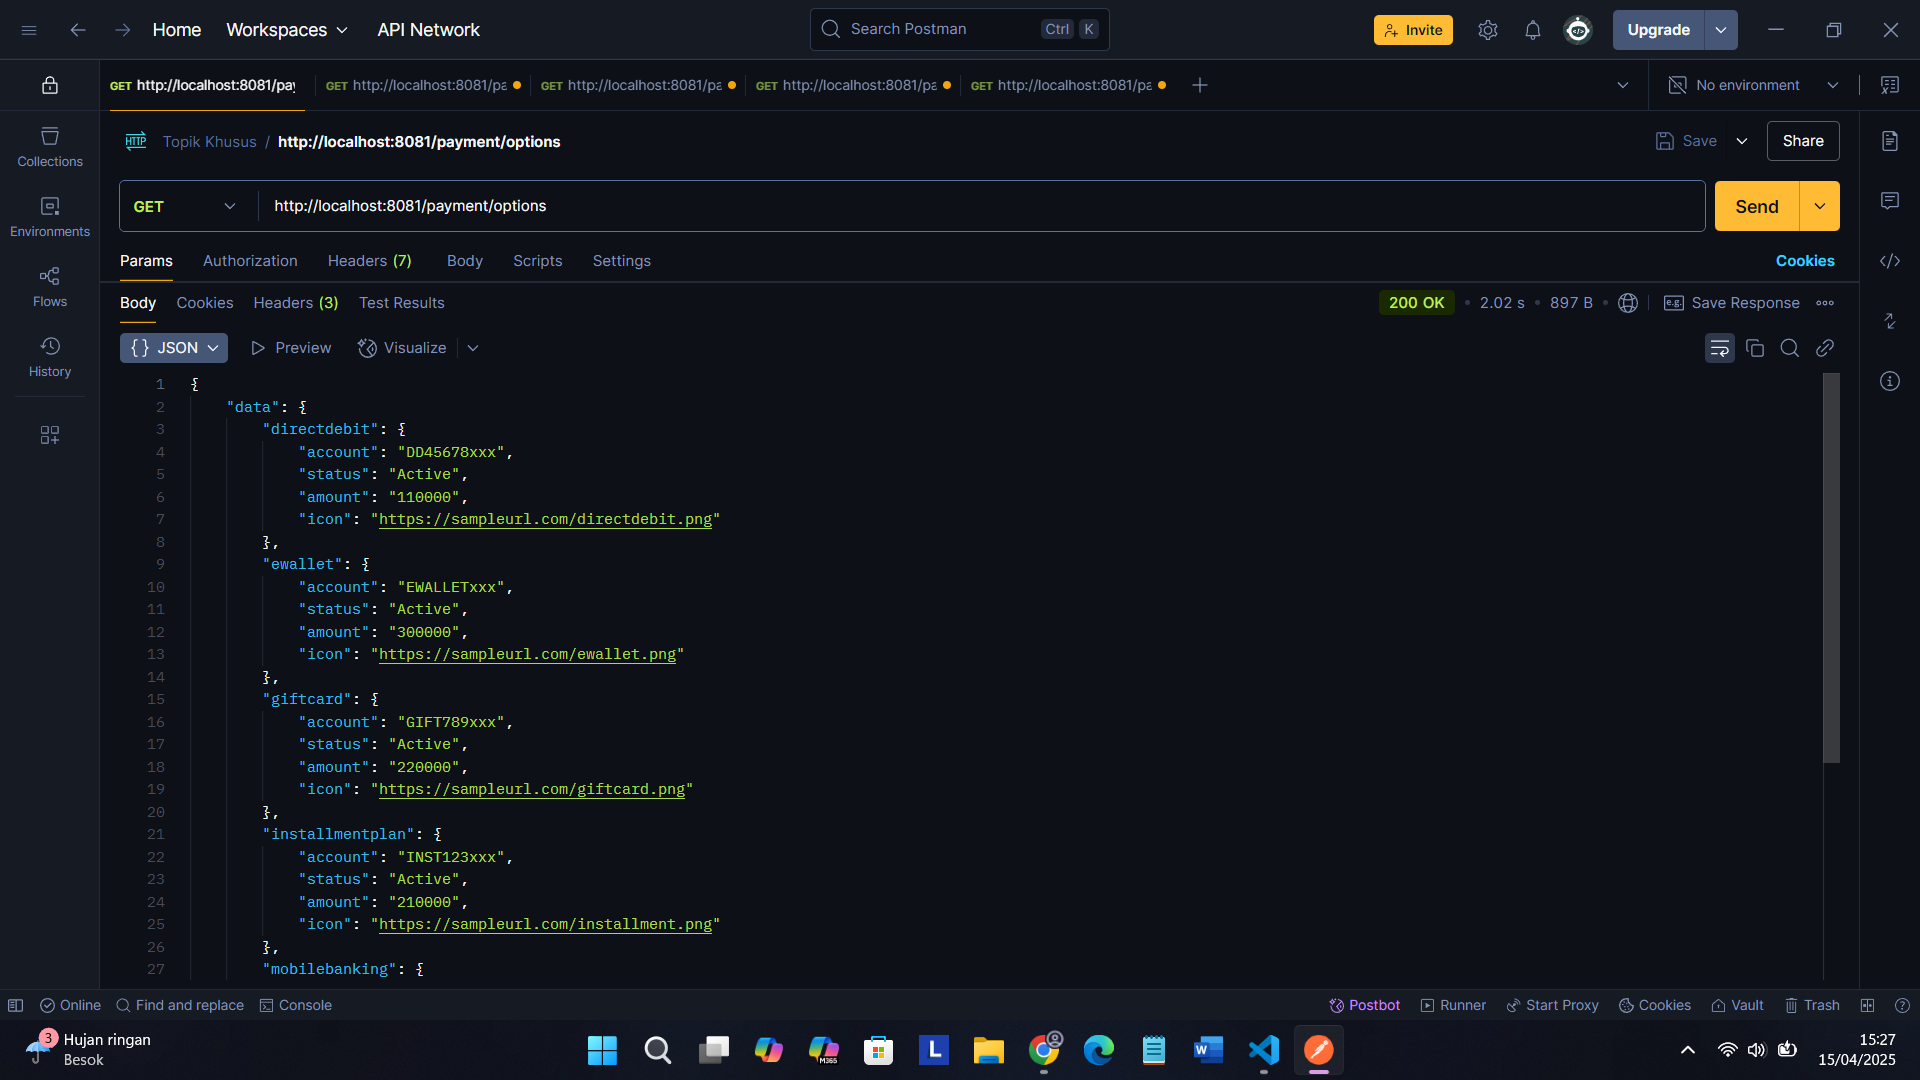 Home Workspaces API Network Search Postman Ctrl K Invite Upgrade
GET http://localhost:8081/pay GET http://localhost:8081/pa GET http://localhost:8081/pa GET http://localhost:8081/pa GET http://localhost:8081/pa No environment
HTTP Topik Khusus / http://localhost:8081/payment/options Save Share
GET http://localhost:8081/payment/options Send
Params Authorization Headers (7) Body Scripts Settings Cookies
Body Cookies Headers (3) Test Results 200 OK 2.02 s 897 B e.g. Save Response
{} JSON Preview Visualize
Collections
Environments
Flows
History
1 {
2 "data": {
3 "directdebit": {
4 "account": "DD45678xxx",
5 "status": "Active",
6 "amount": "110000",
7 "icon": "https://sampleurl.com/directdebit.png"
8 },
9 "ewallet": {
10 "account": "EWALLETxxx",
11 "status": "Active",
12 "amount": "300000",
13 "icon": "https://sampleurl.com/ewallet.png"
14 },
15 "giftcard": {
16 "account": "GIFT789xxx",
17 "status": "Active",
18 "amount": "220000",
19 "icon": "https://sampleurl.com/giftcard.png"
20 },
21 "installmentplan": {
22 "account": "INST123xxx",
23 "status": "Active",
24 "amount": "210000",
25 "icon": "https://sampleurl.com/installment.png"
26 },
27 "mobilebanking": {
Online Find and replace Console Postbot Runner Start Proxy Cookies Vault Trash
3 Hujan ringan
Besok
M365 L W
15:27
15/04/2025